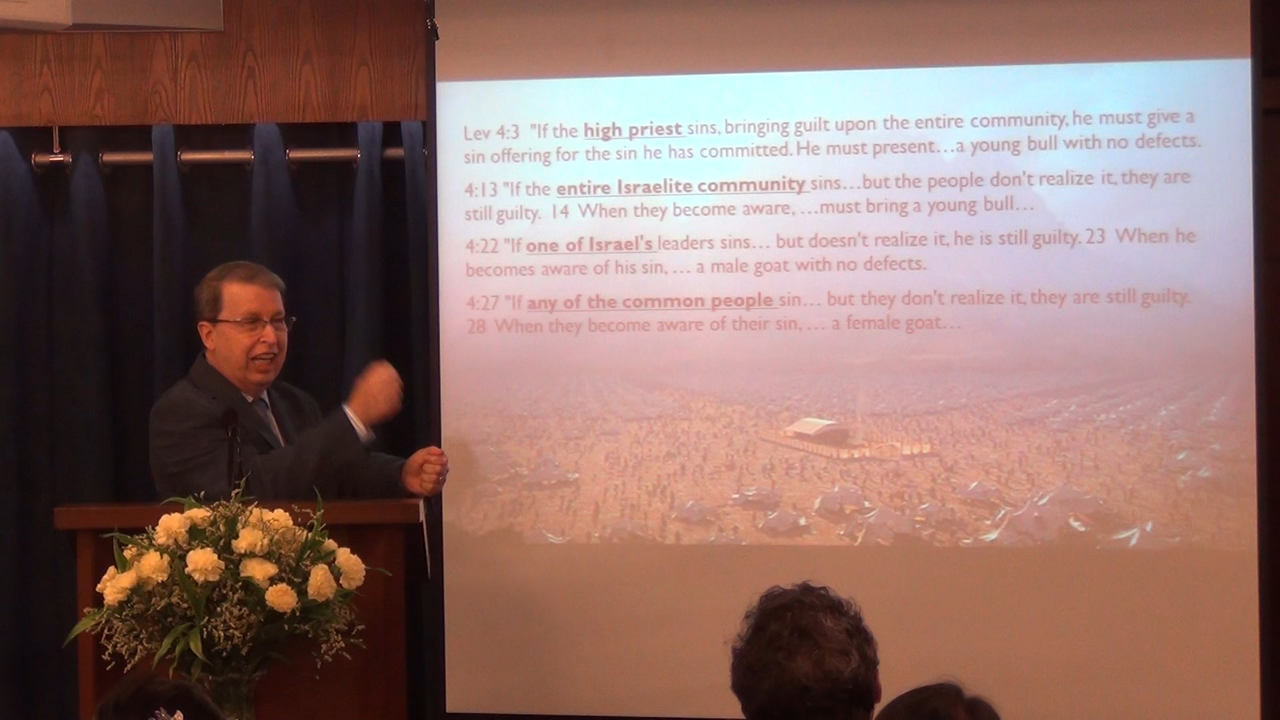 Lev 4:3 "If the high priest sins, bringing guilt upon the entire community, he must give a
sin offering for the sin he has committed. He must present…a young bull with no defects.
4:13 "If the entire Israelite community sins…but the people don't realize it, they are
still guilty. 14 When they become aware, …must bring a young bull…
4:22 "If one of Israel's leaders sins… but doesn't realize it, he is still guilty. 23 When he
becomes aware of his sin, … a male goat with no defects.
4:27 "If any of the common people sin… but they don't realize it, they are still guilty.
28 When they become aware of their sin, … a female goat…